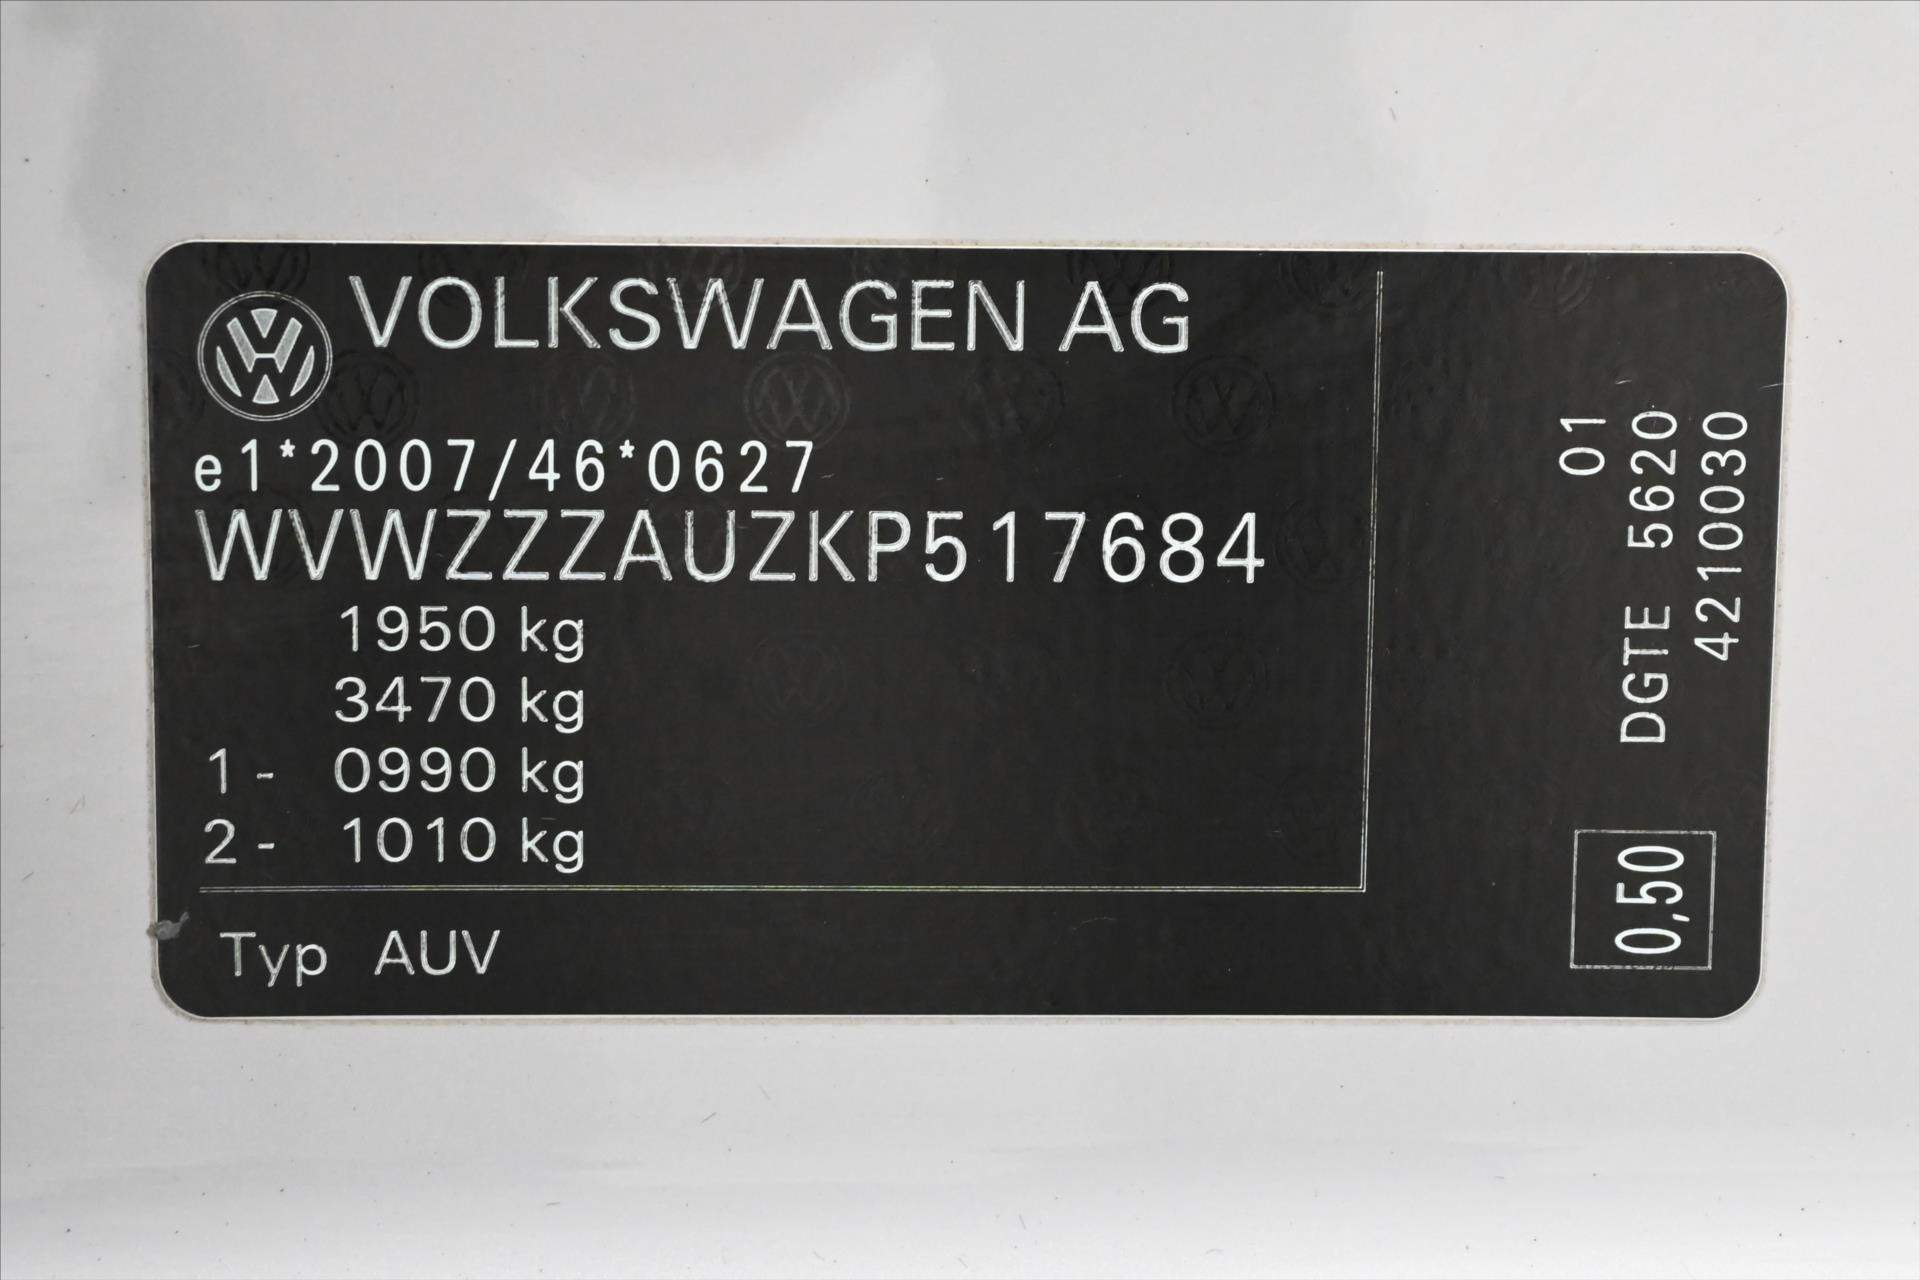 VOLKSWAGEN AG
e1*2007/46*0627
WVWZZZAUZKP517684
1950 kg
3470 kg
1- 0990 kg
2- 1010 kg
Typ AUV
01
DGTE 5620
4210030
0,50